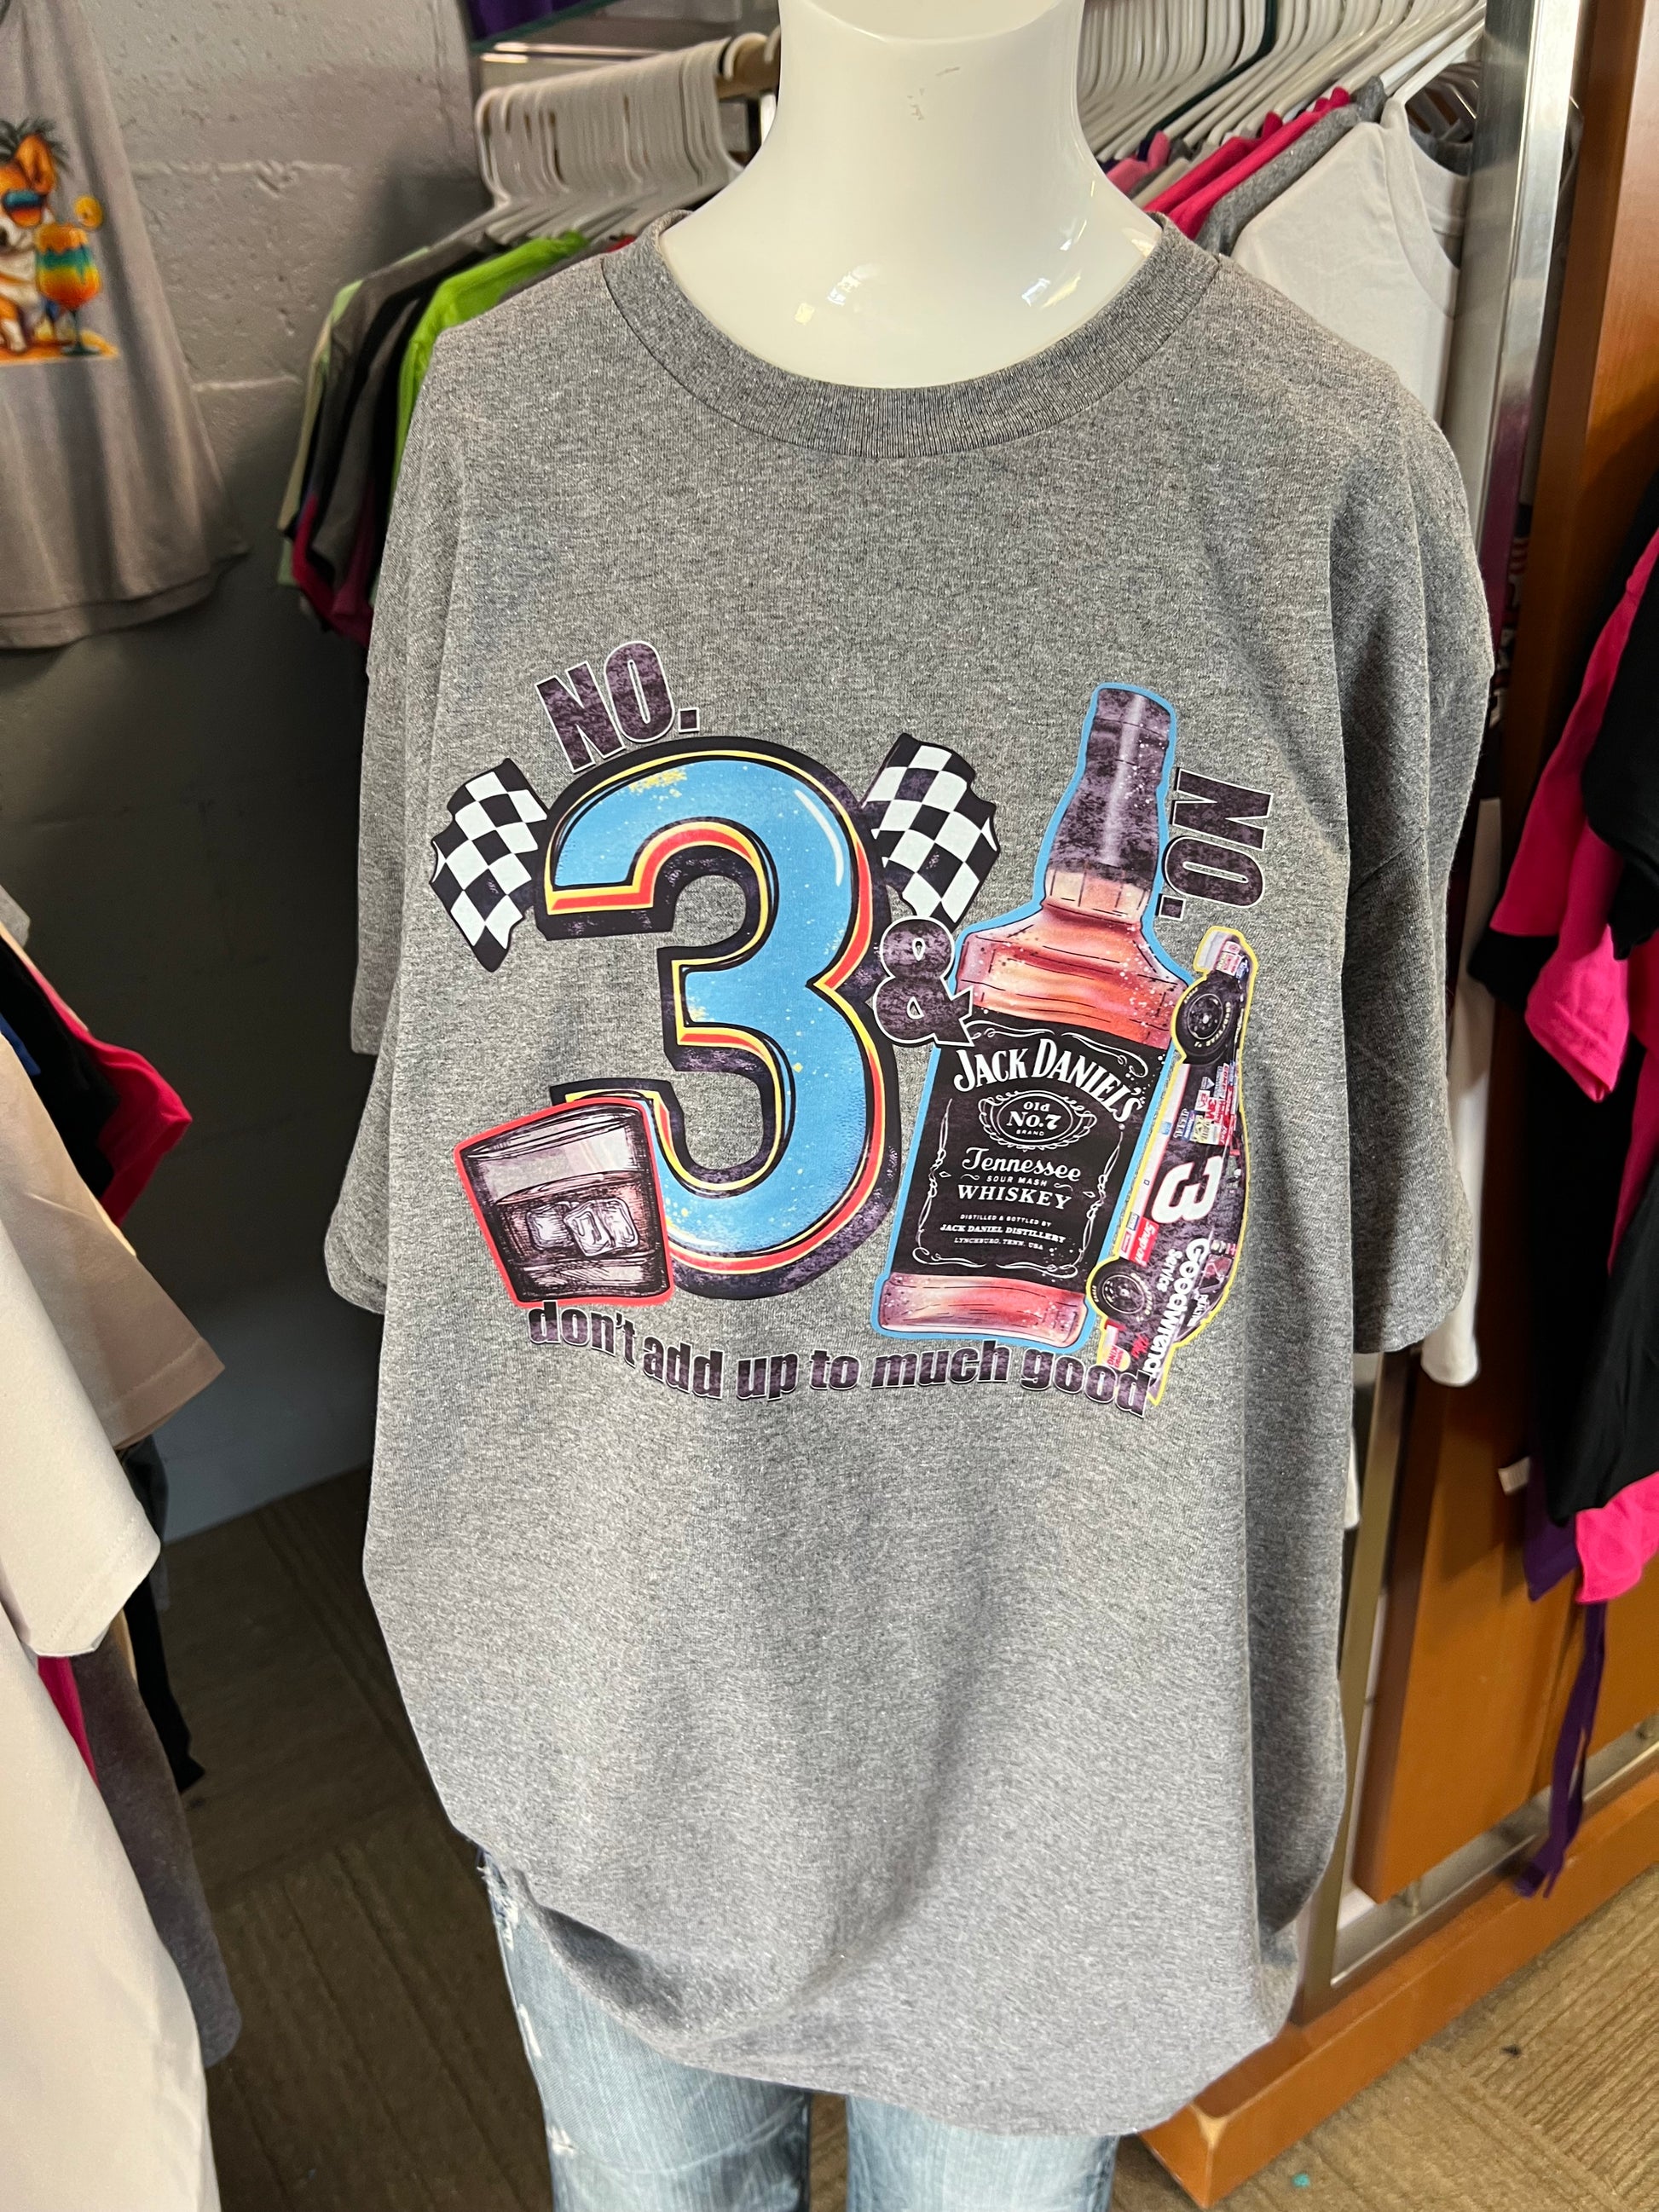 NO.
3
&
NO.
JACK DANIEL'S
Old
No.7
BRAND
Tennessee
SOUR MASH
WHISKEY
DISTILLED & BOTTLED BY
JACK DANIEL DISTILLERY
LYNCHBURG, TENN. USA
3
Goodwrench
Service
don't add up to much good